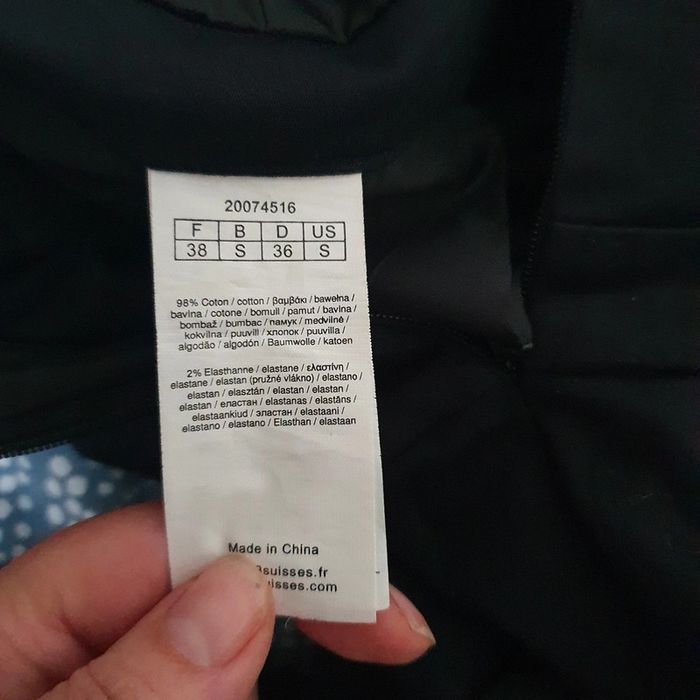 20074516
F B D US
38 S 36 S
98% Coton / cotton / βαμβάκι / bawełna /
bavlna / cotone / bomull / pamut / bavlna /
bombaž / bumbac / памук / medvilnė /
kokvilna / puuvill / хлопок / puuvilla /
algodão / algodón / Baumwolle / katoen
2% Elasthanne / elastane / ελαστίνη /
elastane / elastan (pružné vlákno) / elastano /
elastan / elasztán / elastan / elastan /
elastan / еластан / elastanas / elastāns /
elastaankiud / эластан / elastaani /
elastano / elastano / Elasthan / elastaan
Made in China
suisses.fr
isses.com